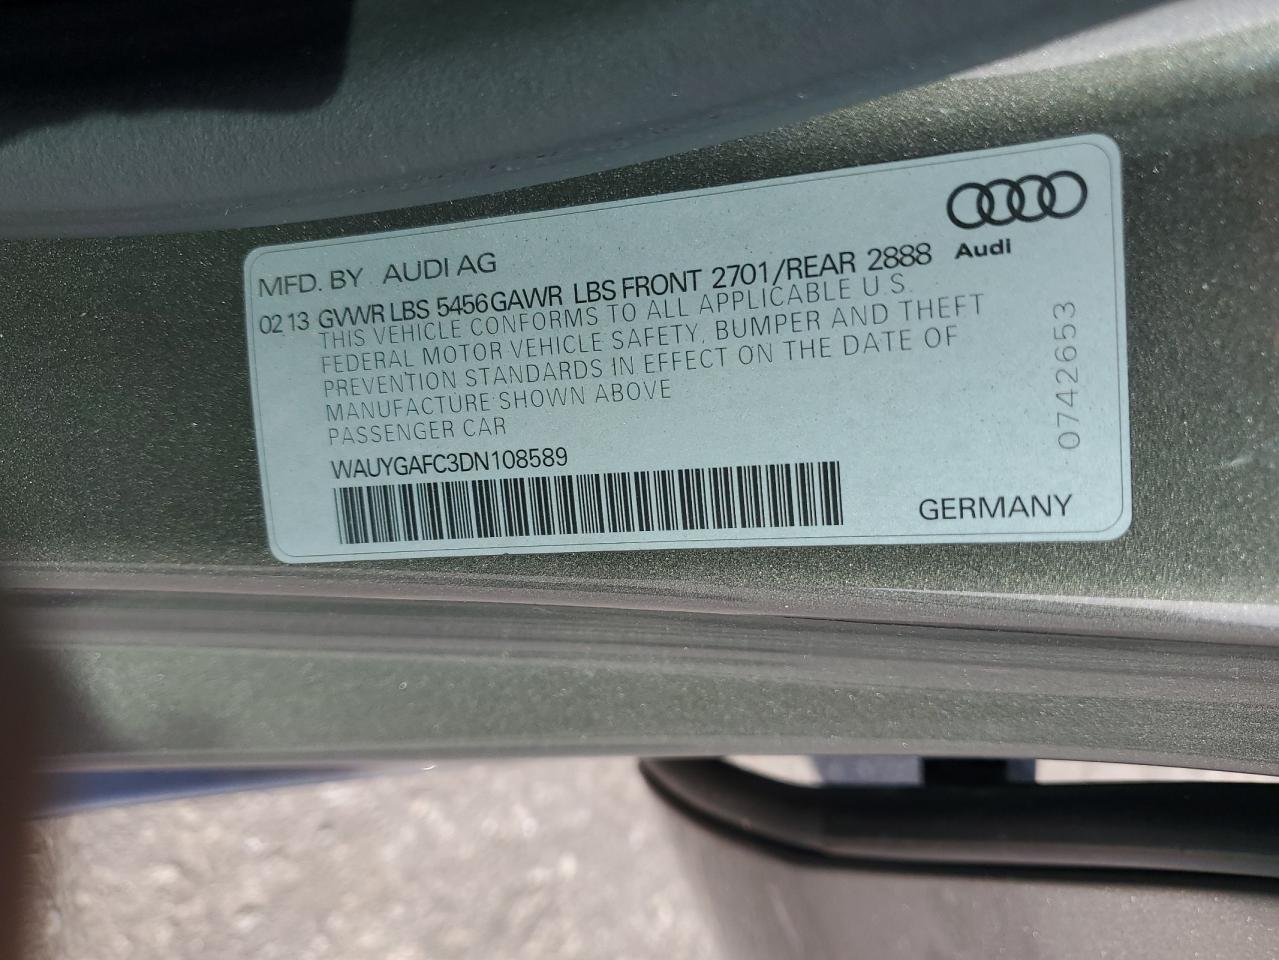 Audi
MFD. BY AUDI AG
02 13 GVWR LBS 5456 GAWR LBS FRONT 2701/REAR 2888
THIS VEHICLE CONFORMS TO ALL APPLICABLE U.S.
FEDERAL MOTOR VEHICLE SAFETY, BUMPER AND THEFT
PREVENTION STANDARDS IN EFFECT ON THE DATE OF
MANUFACTURE SHOWN ABOVE
PASSENGER CAR
WAUYGAFC3DN108589
GERMANY
0742653